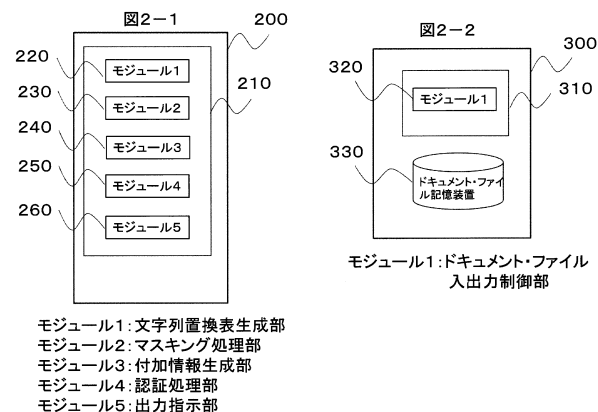 図2-1
200
220
モジュール1
230
モジュール2
210
240
モジュール3
250
モジュール4
260
モジュール5
モジュール1:文字列置換表生成部
モジュール2:マスキング処理部
モジュール3:付加情報生成部
モジュール4:認証処理部
モジュール5:出力指示部
図2-2
300
320
モジュール1
310
330
ドキュメント・ファイ
ル記憶装置
モジュール1:ドキュメント・ファイル
入出力制御部